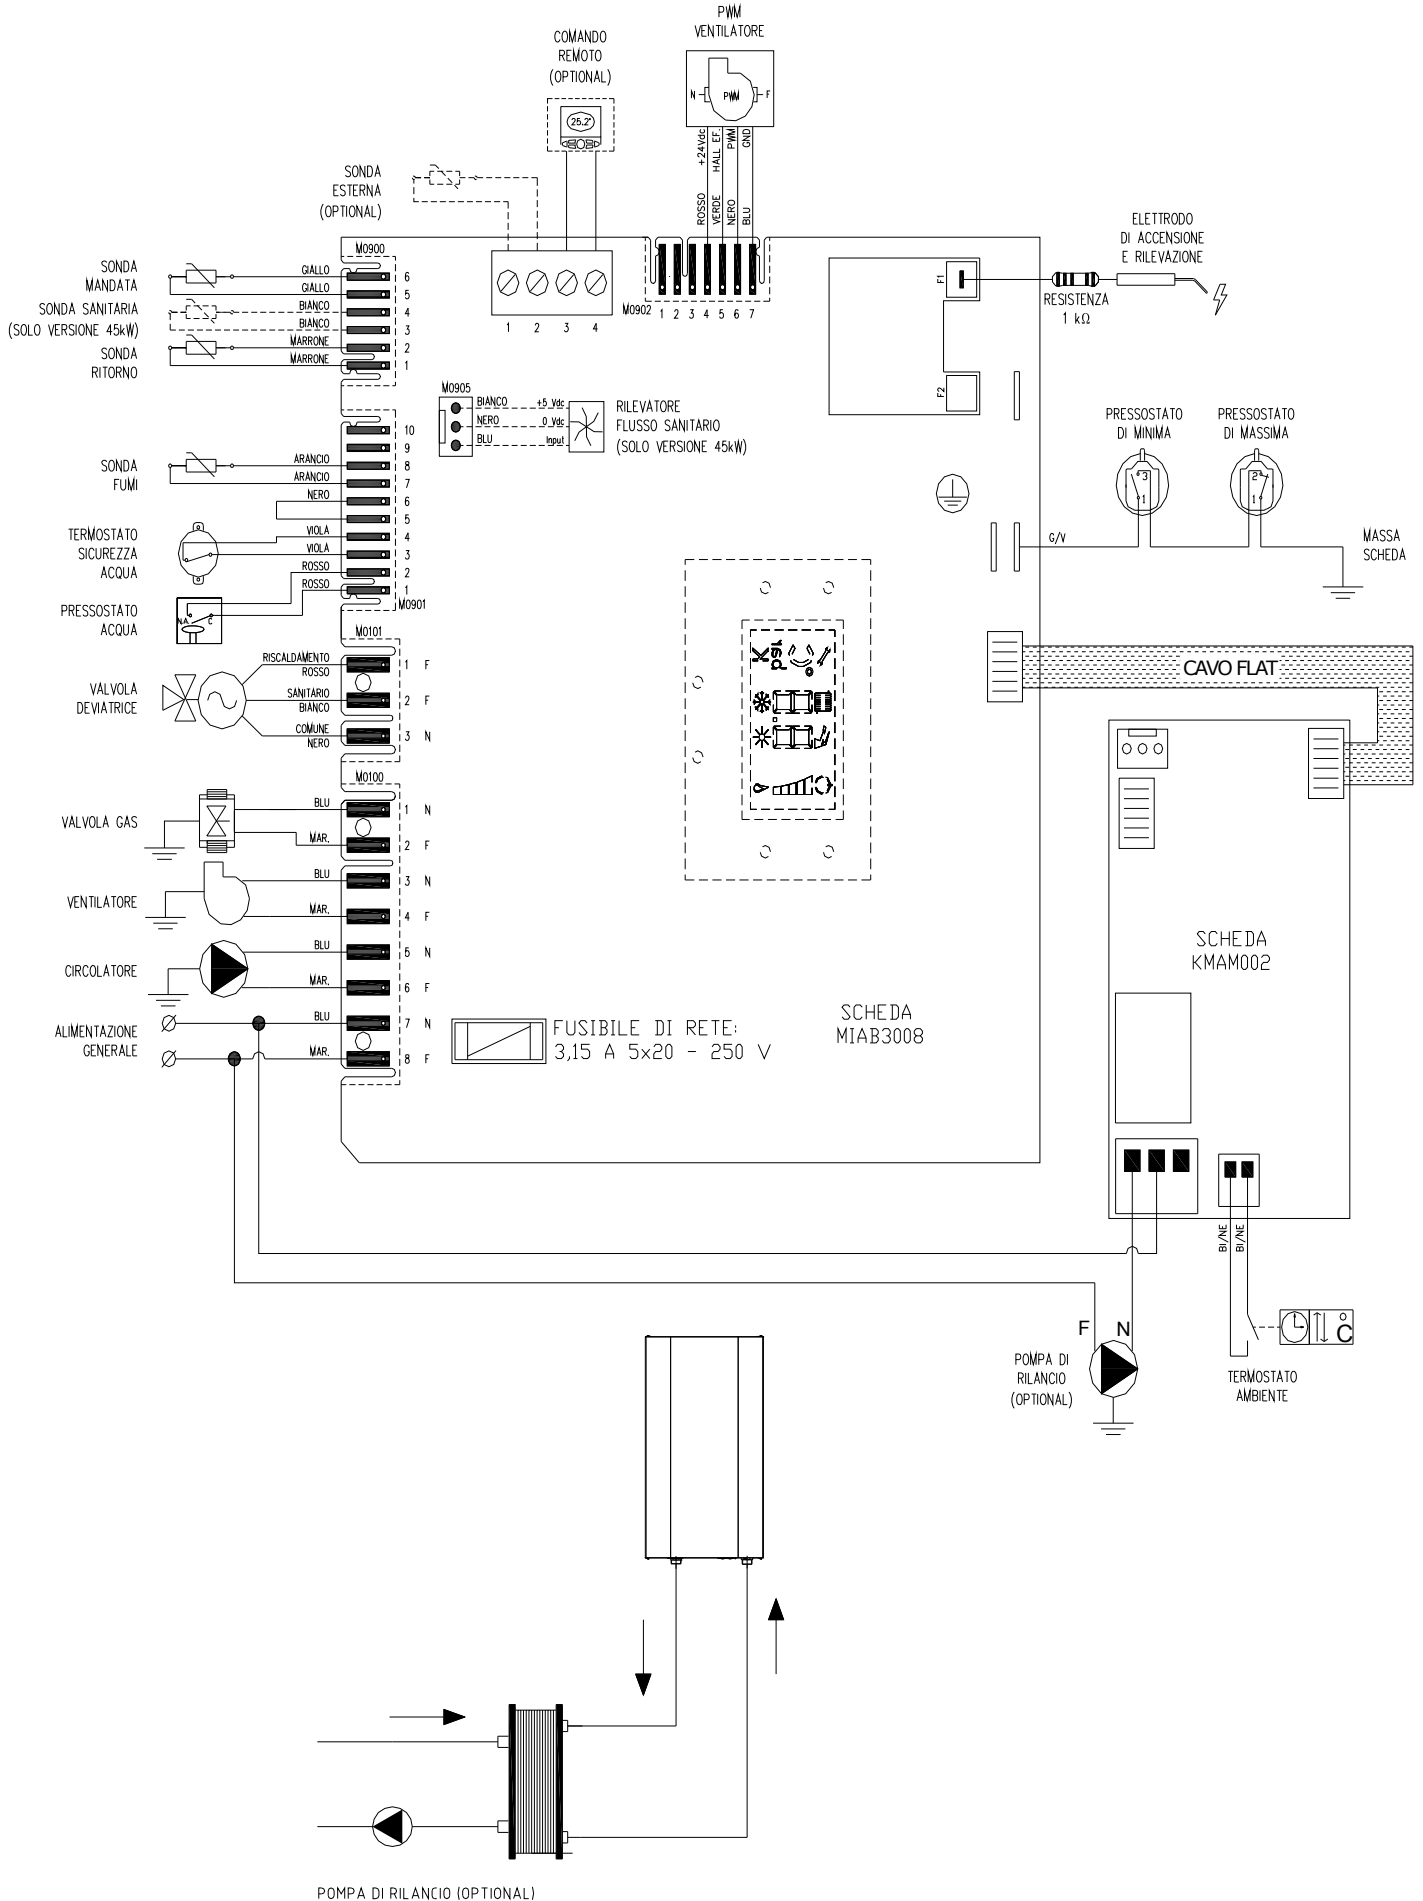 PWM
VENTILATORE
COMANDO
REMOTO
(OPTIONAL)
N
PWM
F
25.2°
+24Vdc
HALL EF.
PWM
GND
ROSSO
VERDE
NERO
BLU
SONDA
ESTERNA
(OPTIONAL)
ELETTRODO
DI ACCENSIONE
E RILEVAZIONE
M0900
SONDA
MANDATA
GIALLO
6
GIALLO
5
SONDA SANITARIA
(SOLO VERSIONE 45kW)
BIANCO
4
BIANCO
3
SONDA
RITORNO
MARRONE
2
MARRONE
1
1 2 3 4
M0902
1 2 3 4 5 6 7
F1
RESISTENZA
1 kΩ
F2
M0905
BIANCO
+5 Vdc
NERO
0 Vdc
BLU
Input
RILEVATORE
FLUSSO SANITARIO
(SOLO VERSIONE 45kW)
PRESSOSTATO
DI MINIMA
PRESSOSTATO
DI MASSIMA
3
1
2
1
10
9
SONDA
FUMI
ARANCIO
8
ARANCIO
7
NERO
6
5
TERMOSTATO
SICUREZZA
ACQUA
VIOLA
4
VIOLA
3
ROSSO
2
ROSSO
1
M0901
PRESSOSTATO
ACQUA
N.A.
C
G/V
MASSA
SCHEDA
M0101
VALVOLA
DEVIATRICE
RISCALDAMENTO
ROSSO
1 F
SANITARIO
BIANCO
2 F
COMUNE
NERO
3 N
CAVO FLAT
M0100
VALVOLA GAS
BLU
1 N
MAR.
2 F
VENTILATORE
BLU
3 N
MAR.
4 F
CIRCOLATORE
BLU
5 N
MAR.
6 F
ALIMENTAZIONE
GENERALE
BLU
7 N
MAR.
8 F
FUSIBILE DI RETE:
3,15 A 5x20 - 250 V
SCHEDA
MIAB3008
SCHEDA
KMAM002
BI/NE
BI/NE
F
N
C
POMPA DI
RILANCIO
(OPTIONAL)
TERMOSTATO
AMBIENTE
POMPA DI RILANCIO (OPTIONAL)